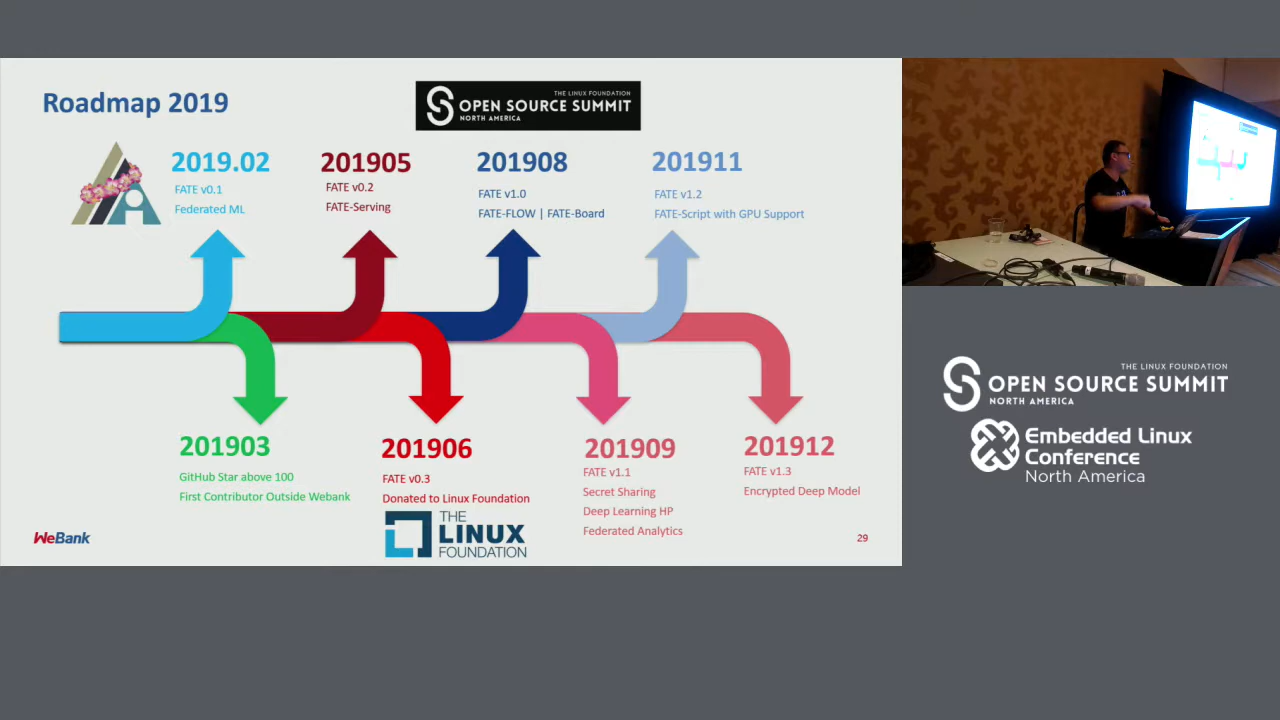 Roadmap 2019
THE LINUX FOUNDATION
OPEN SOURCE SUMMIT
NORTH AMERICA
2019.02
FATE v0.1
Federated ML
201905
FATE v0.2
FATE-Serving
201908
FATE v1.0
FATE-FLOW | FATE-Board
201911
FATE v1.2
FATE-Script with GPU Support
201903
GitHub Star above 100
First Contributor Outside Webank
201906
FATE v0.3
Donated to Linux Foundation
THE
LINUX
FOUNDATION
201909
FATE v1.1
Secret Sharing
Deep Learning HP
Federated Analytics
201912
FATE v1.3
Encrypted Deep Model
WeBank
29
THE LINUX FOUNDATION
OPEN SOURCE SUMMIT
NORTH AMERICA
Embedded Linux
Conference
North America